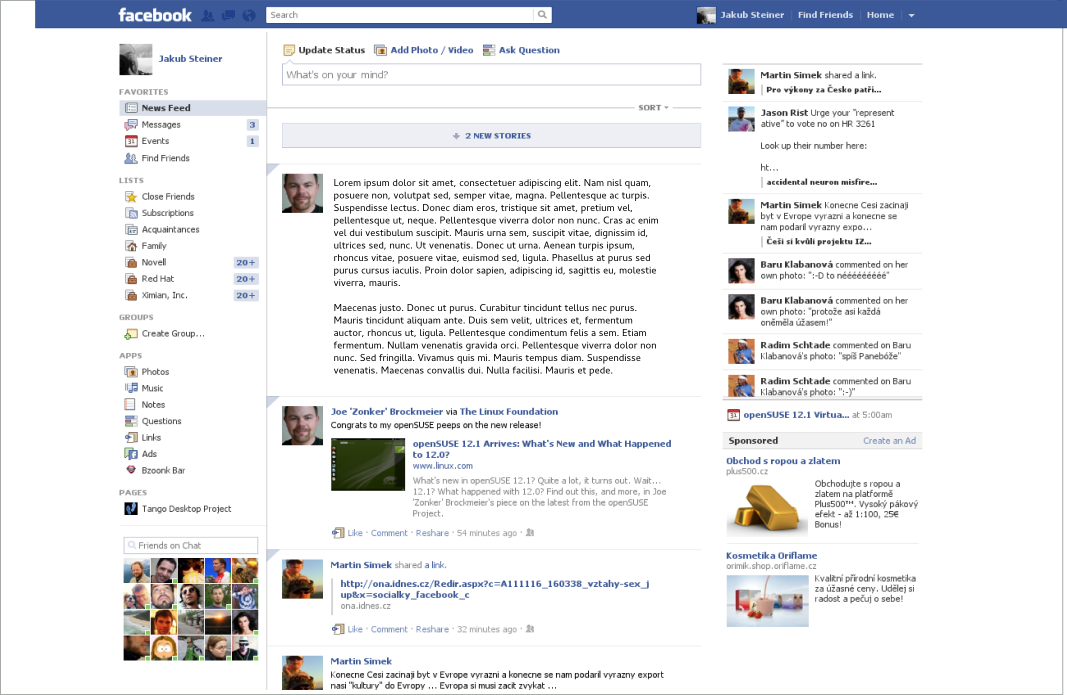 facebook
Search
Jakub Steiner
Find Friends
Home
Jakub Steiner
FAVORITES
News Feed
Messages 3
Events 1
Find Friends
LISTS
Close Friends
Subscriptions
Acquaintances
Family
Novell 20+
Red Hat 20+
Ximian, Inc. 20+
GROUPS
Create Group...
APPS
Photos
Music
Notes
Questions
Links
Ads
Bzoonk Bar
PAGES
Tango Desktop Project
Friends on Chat
Update Status Add Photo / Video Ask Question
What's on your mind?
SORT
2 NEW STORIES
Lorem ipsum dolor sit amet, consectetuer adipiscing elit. Nam nisl quam,
posuere non, volutpat sed, semper vitae, magna. Pellentesque ac turpis.
Suspendisse lectus. Donec diam eros, tristique sit amet, pretium vel,
pellentesque ut, neque. Pellentesque viverra dolor non nunc. Cras ac enim
vel dui vestibulum suscipit. Mauris urna sem, suscipit vitae, dignissim id,
ultrices sed, nunc. Ut venenatis. Donec ut urna. Aenean turpis ipsum,
rhoncus vitae, posuere vitae, euismod sed, ligula. Phasellus at purus sed
purus cursus iaculis. Proin dolor sapien, adipiscing id, sagittis eu, molestie
viverra, mauris.
Maecenas justo. Donec ut purus. Curabitur tincidunt tellus nec purus.
Mauris tincidunt aliquam ante. Duis sem velit, ultrices et, fermentum
auctor, rhoncus ut, ligula. Pellentesque condimentum felis a sem. Etiam
fermentum. Nullam venenatis gravida orci. Pellentesque viverra dolor non
nunc. Sed fringilla. Vivamus quis mi. Mauris tempus diam. Suspendisse
venenatis. Maecenas convallis dui. Nulla facilisi. Mauris et pede.
Joe 'Zonker' Brockmeier via The Linux Foundation
Congrats to my openSUSE peeps on the new release!
openSUSE 12.1 Arrives: What's New and What Happened
to 12.0?
www.linux.com
What's new in openSUSE 12.1? Quite a lot, it turns out. Wait...
12.1? What happened with 12.0? Find out this, and more, in Joe
'Zonker' Brockmeier's piece on the latest from the openSUSE
Project.
Like · Comment · Reshare · 54 minutes ago ·
Martin Simek shared a link.
http://ona.idnes.cz/Redir.aspx?c=A111116_160338_vztahy-sex_j
up&x=socialky_facebook_c
ona.idnes.cz
Like · Comment · Reshare · 32 minutes ago ·
Martin Simek
Konecne Cesi zacinaji byt v Evrope vyrazni a konecne se nam podaril vyrazny export
nasi "kultury" do Evropy ... Evropa si musi zacit zvykat ...
Martin Simek shared a link.
Pro výkony za Česko patři...
Jason Rist Urge your "represent
ative" to vote no on HR 3261
Look up their number here:
ht...
accidental neuron misfire...
Martin Simek Konecne Cesi zacinaji
byt v Evrope vyrazni a konecne se
nam podaril vyrazny expo...
Češi si kvůli projektu IZ...
Baru Klabanová commented on her
own photo: ":-D to néééééééééé"
Baru Klabanová commented on her
own photo: "protože asi každá
oněměla úžasem!"
Radim Schtade commented on Baru
Klabanová's photo: "spíš Panebóže"
Radim Schtade commented on Baru
Klabanová's photo: ":-)"
openSUSE 12.1 Virtua... at 5:00am
Sponsored Create an Ad
Obchod s ropou a zlatem
plus500.cz
Obchodujte s ropou a
zlatem na platformě
Plus500™. Vysoký pákový
efekt - až 1:100, 25€
Bonus!
Kosmetika Oriflame
orimik.shop.oriflame.cz
Kvalitní přírodní kosmetika
za úžasné ceny. Udělej si
radost a pečuj o sebe!